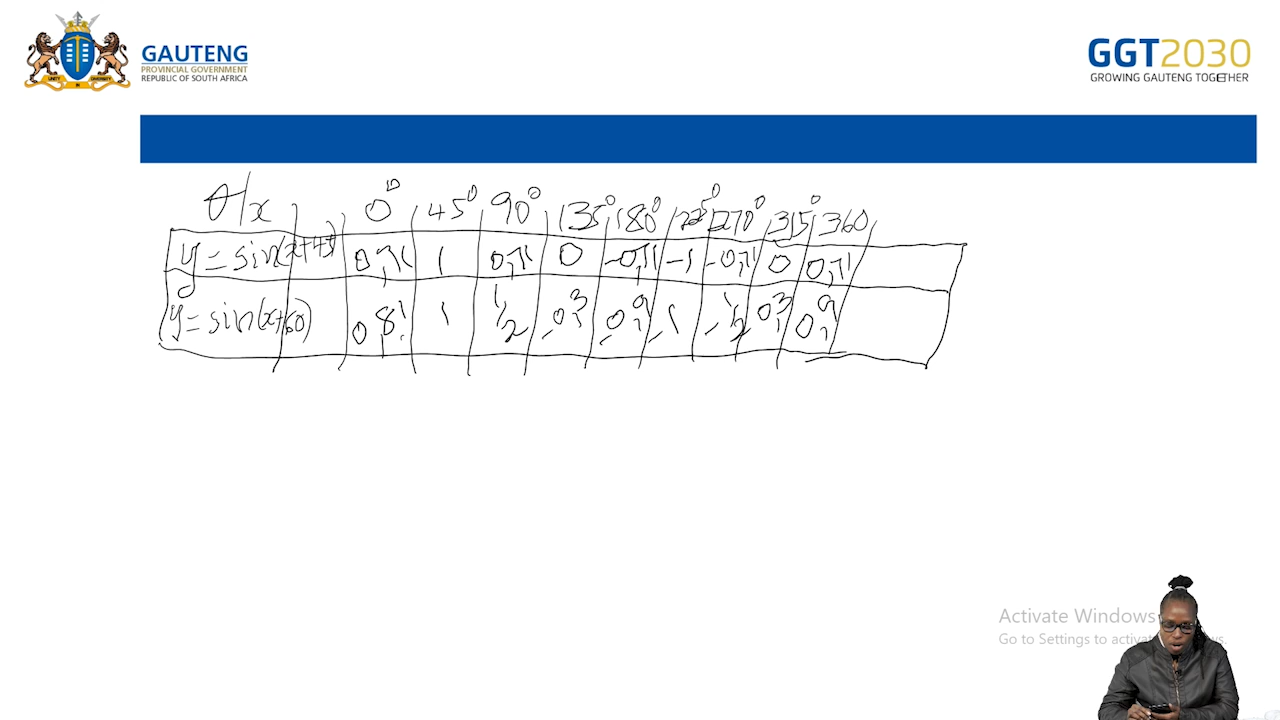 GAUTENG
PROVINCIAL GOVERNMENT
REPUBLIC OF SOUTH AFRICA
UNITY IN DIVERSITY
GGT2030
GROWING GAUTENG TOGETHER
θ/x 0° 45° 90° 135° 180° 225° 270° 315° 360
y = sin(x+45) 0,71 1 0,71 0 -0,71 -1 -0,71 0 0,71
y = sin(x+60) 0,8 1 1/2 -0,3 -0,9 -1 -1/2 0,3 0,9
Activate Windows
Go to Settings to